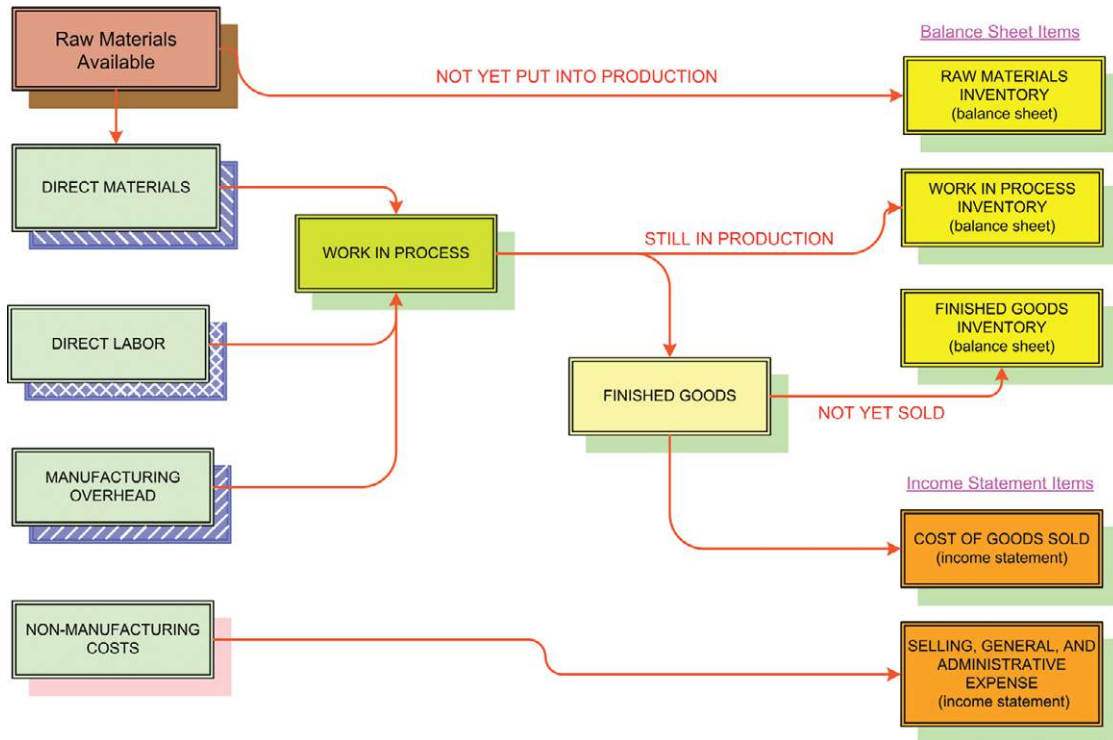 Raw Materials
Available
Balance Sheet Items
NOT YET PUT INTO PRODUCTION
RAW MATERIALS
INVENTORY
(balance sheet)
DIRECT MATERIALS
WORK IN PROCESS
STILL IN PRODUCTION
WORK IN PROCESS
INVENTORY
(balance sheet)
DIRECT LABOR
FINISHED GOODS
INVENTORY
(balance sheet)
FINISHED GOODS
NOT YET SOLD
MANUFACTURING
OVERHEAD
Income Statement Items
COST OF GOODS SOLD
(income statement)
NON-MANUFACTURING
COSTS
SELLING, GENERAL, AND
ADMINISTRATIVE
EXPENSE
(income statement)